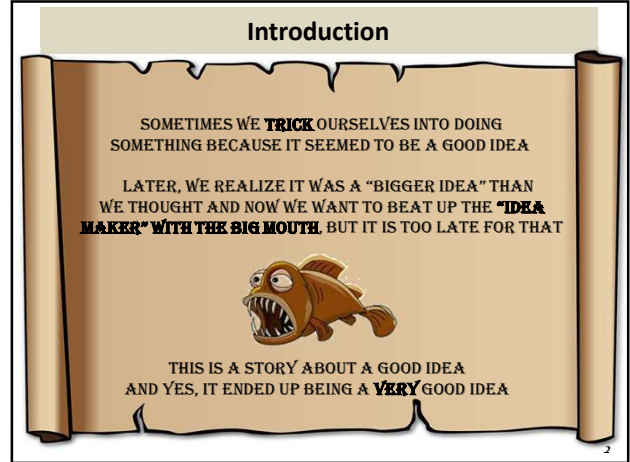 Introduction
SOMETIMES WE TRICK OURSELVES INTO DOING
SOMETHING BECAUSE IT SEEMED TO BE A GOOD IDEA
LATER, WE REALIZE IT WAS A “BIGGER IDEA” THAN
WE THOUGHT AND NOW WE WANT TO BEAT UP THE “IDEA
MAKER” WITH THE BIG MOUTH, BUT IT IS TOO LATE FOR THAT
THIS IS A STORY ABOUT A GOOD IDEA
AND YES, IT ENDED UP BEING A VERY GOOD IDEA
2